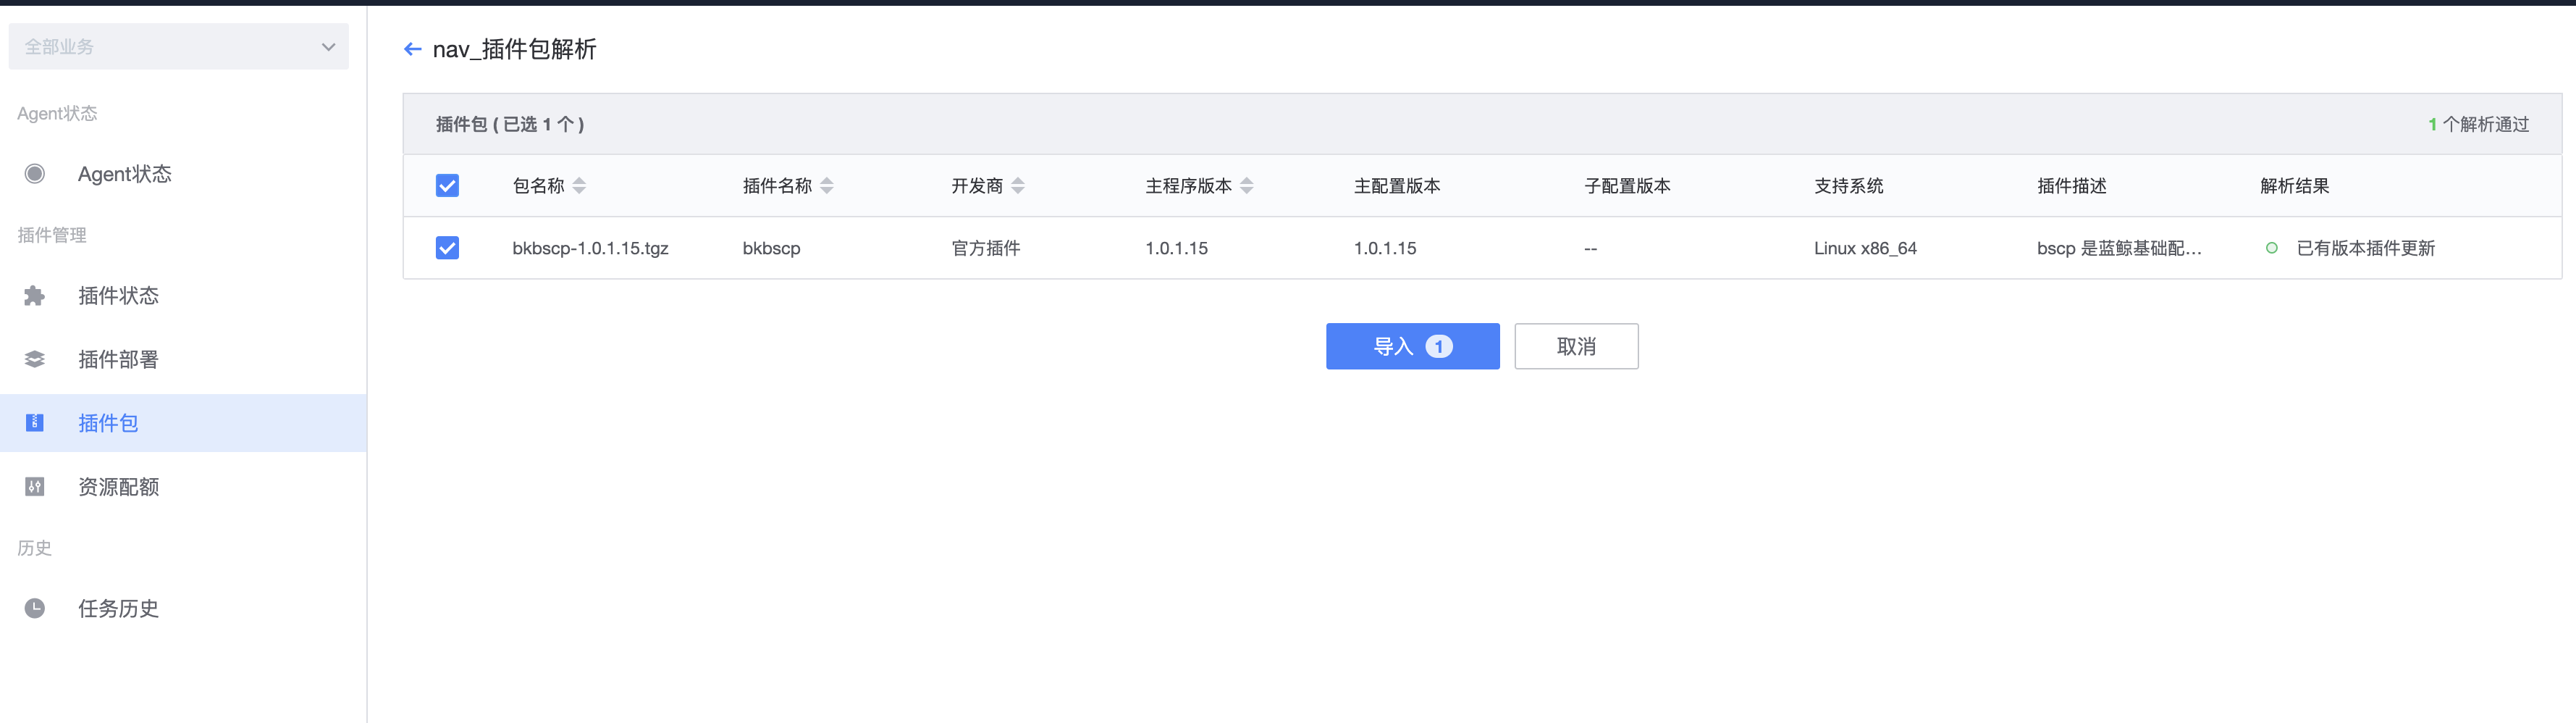 全部业务
Agent状态
Agent状态
插件管理
插件状态
插件部署
插件包
资源配额
历史
任务历史
nav_插件包解析
插件包 ( 已选 1 个 )
1 个解析通过
包名称 插件名称 开发商 主程序版本 主配置版本 子配置版本 支持系统 插件描述 解析结果
bkbscp-1.0.1.15.tgz bkbscp 官方插件 1.0.1.15 1.0.1.15 -- Linux x86_64 bscp 是蓝鲸基础配... 已有版本插件更新
导入 1
取消